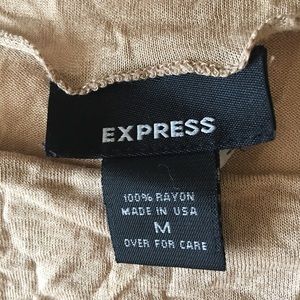 EXPRESS
100% RAYON
MADE IN USA
M
OVER FOR CARE